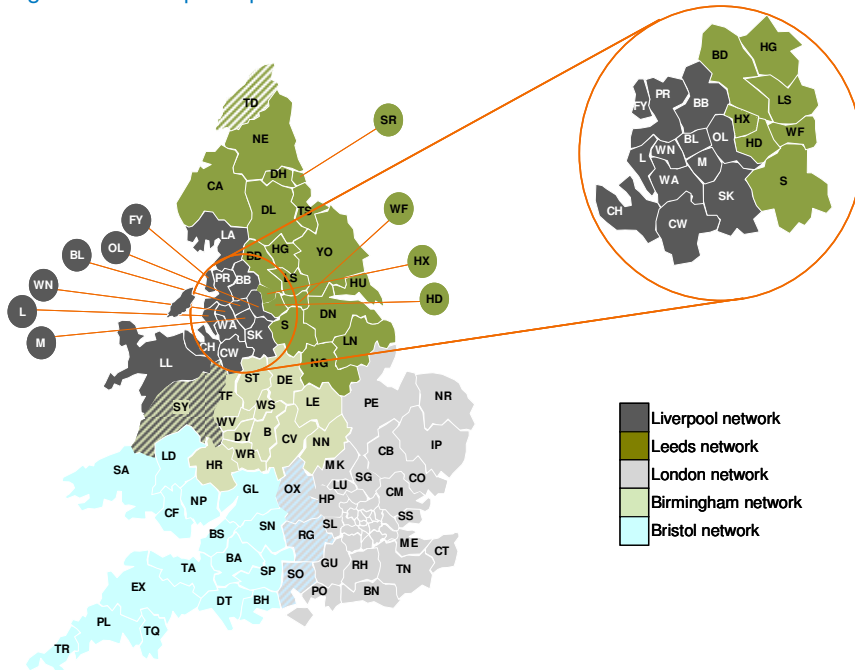 BD
HG
PR
FY
BB
LS
HX
WF
OL
BL
HD
WN
L
M
WA
S
SK
CH
CW
TD
SR
NE
DH
CA
DL
TS
WF
FY
LA
OL
BL
HG
YO
BD
HX
PR
BB
LS
HU
WN
HD
L
DN
WA
S
SK
M
CH
LN
CW
LL
NG
ST
DE
TF
SY
WS
LE
PE
NR
WV
DY
B
CV
NN
IP
CB
WR
LD
HR
SA
MK
SG
GL
OX
LU
CO
NP
HP
CM
CF
SS
SN
SL
BS
RG
ME
CT
BA
GU
RH
TN
TA
SP
SO
EX
PO
BN
DT
BH
PL
TQ
TR
Liverpool network
Leeds network
London network
Birmingham network
Bristol network